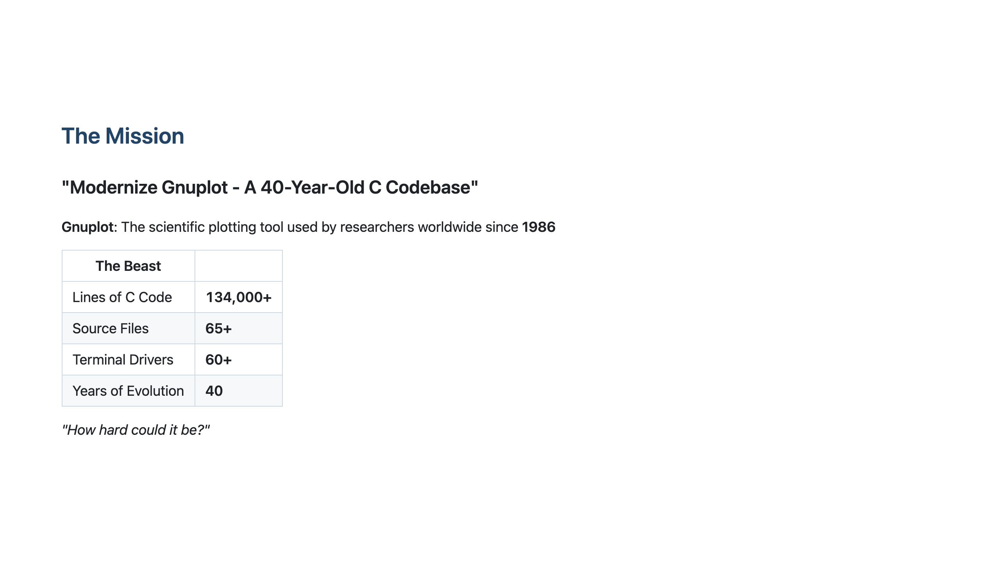 The Mission
"Modernize Gnuplot - A 40-Year-Old C Codebase"
Gnuplot: The scientific plotting tool used by researchers worldwide since 1986
The Beast
Lines of C Code 134,000+
Source Files 65+
Terminal Drivers 60+
Years of Evolution 40
"How hard could it be?"